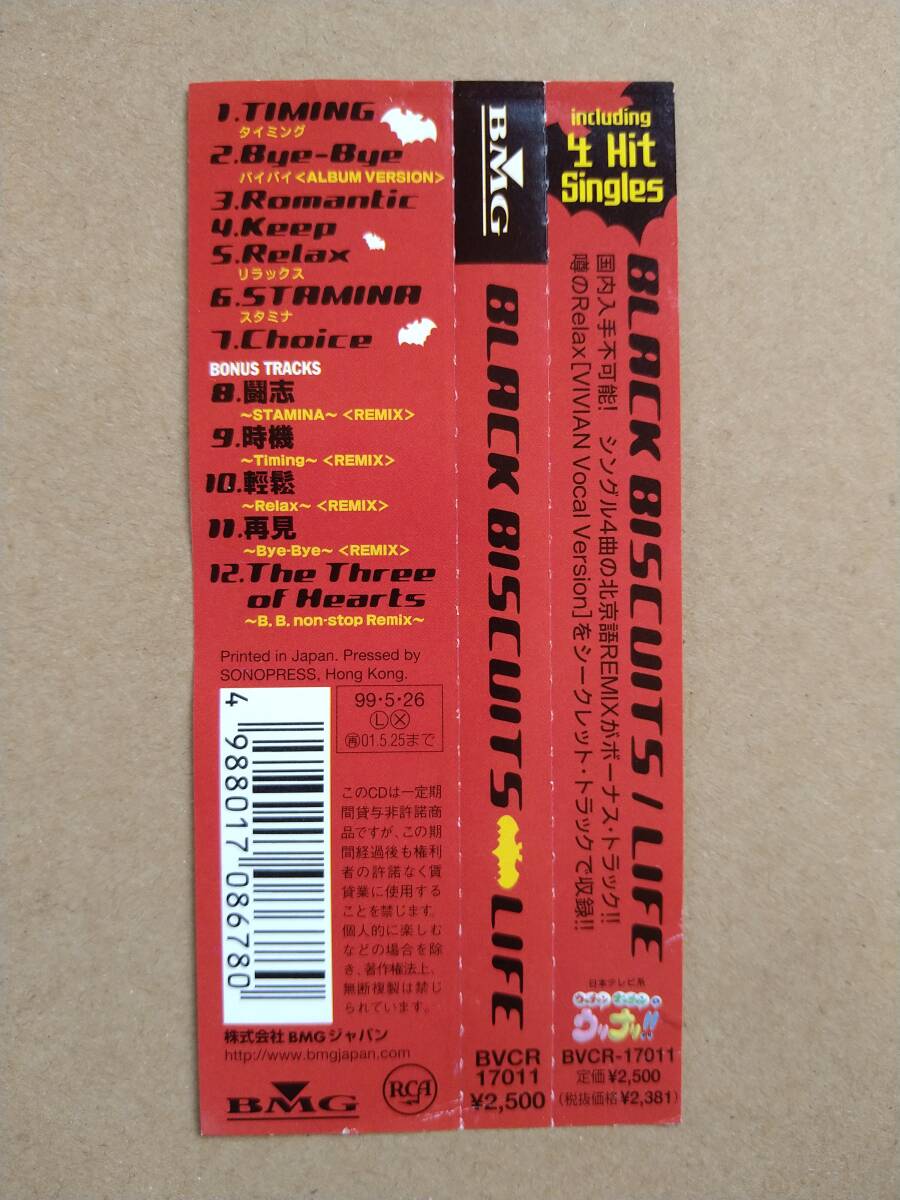 1.TIMING
タイミング
2.Bye-Bye
バイバイ<ALBUM VERSION>
3.Romantic
4.Keep
5.Relax
リラックス
6.STAMINA
スタミナ
7.Choice
BONUS TRACKS
8.鬪志
~STAMINA~ <REMIX>
9.時機
~Timing~ <REMIX>
10.輕鬆
~Relax~ <REMIX>
11.再見
~Bye-Bye~ <REMIX>
12.The Three
of Hearts
~B. B. non-stop Remix~
Printed in Japan. Pressed by
SONOPRESS, Hong Kong.
4 988017 086780
99・5・26
Ⓛ Ⓧ
㊢01.5.25まで
このCDは一定期
間貸与非許諾商
品ですが、この期
間経過後も権利
者の許諾なく賃
貸業に使用する
ことを禁じます。
個人的に楽しむ
などの場合を除
き、著作権法上、
無断複製は禁じ
られています。
株式会社 BMG ジャパン
http://www.bmgjapan.com
BMG
RCA
BMG
BLACK BISCUITS LIFE
BVCR
17011
¥2,500
including
4 Hit
Singles
BLACK BISCUITS / LIFE
国内入手不可能! シングル4曲の北京語REMIXがボーナス・トラック!!
噂のRelax[VIVIAN Vocal Version]をシークレット・トラックで収録!!
日本テレビ系
ウッチャンナンチャンの
ウリナリ!!
BVCR-17011
定価¥2,500
(税抜価格¥2,381)